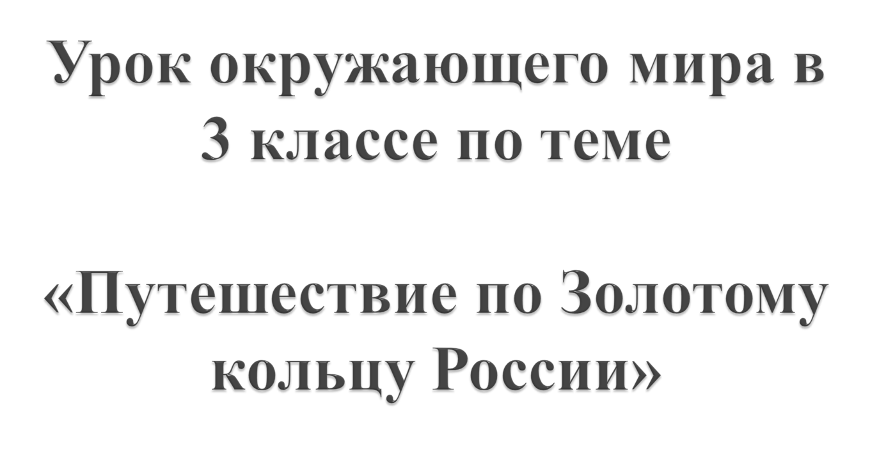 Урок окружающего мира в
3 классе по теме
«Путешествие по Золотому
кольцу России»